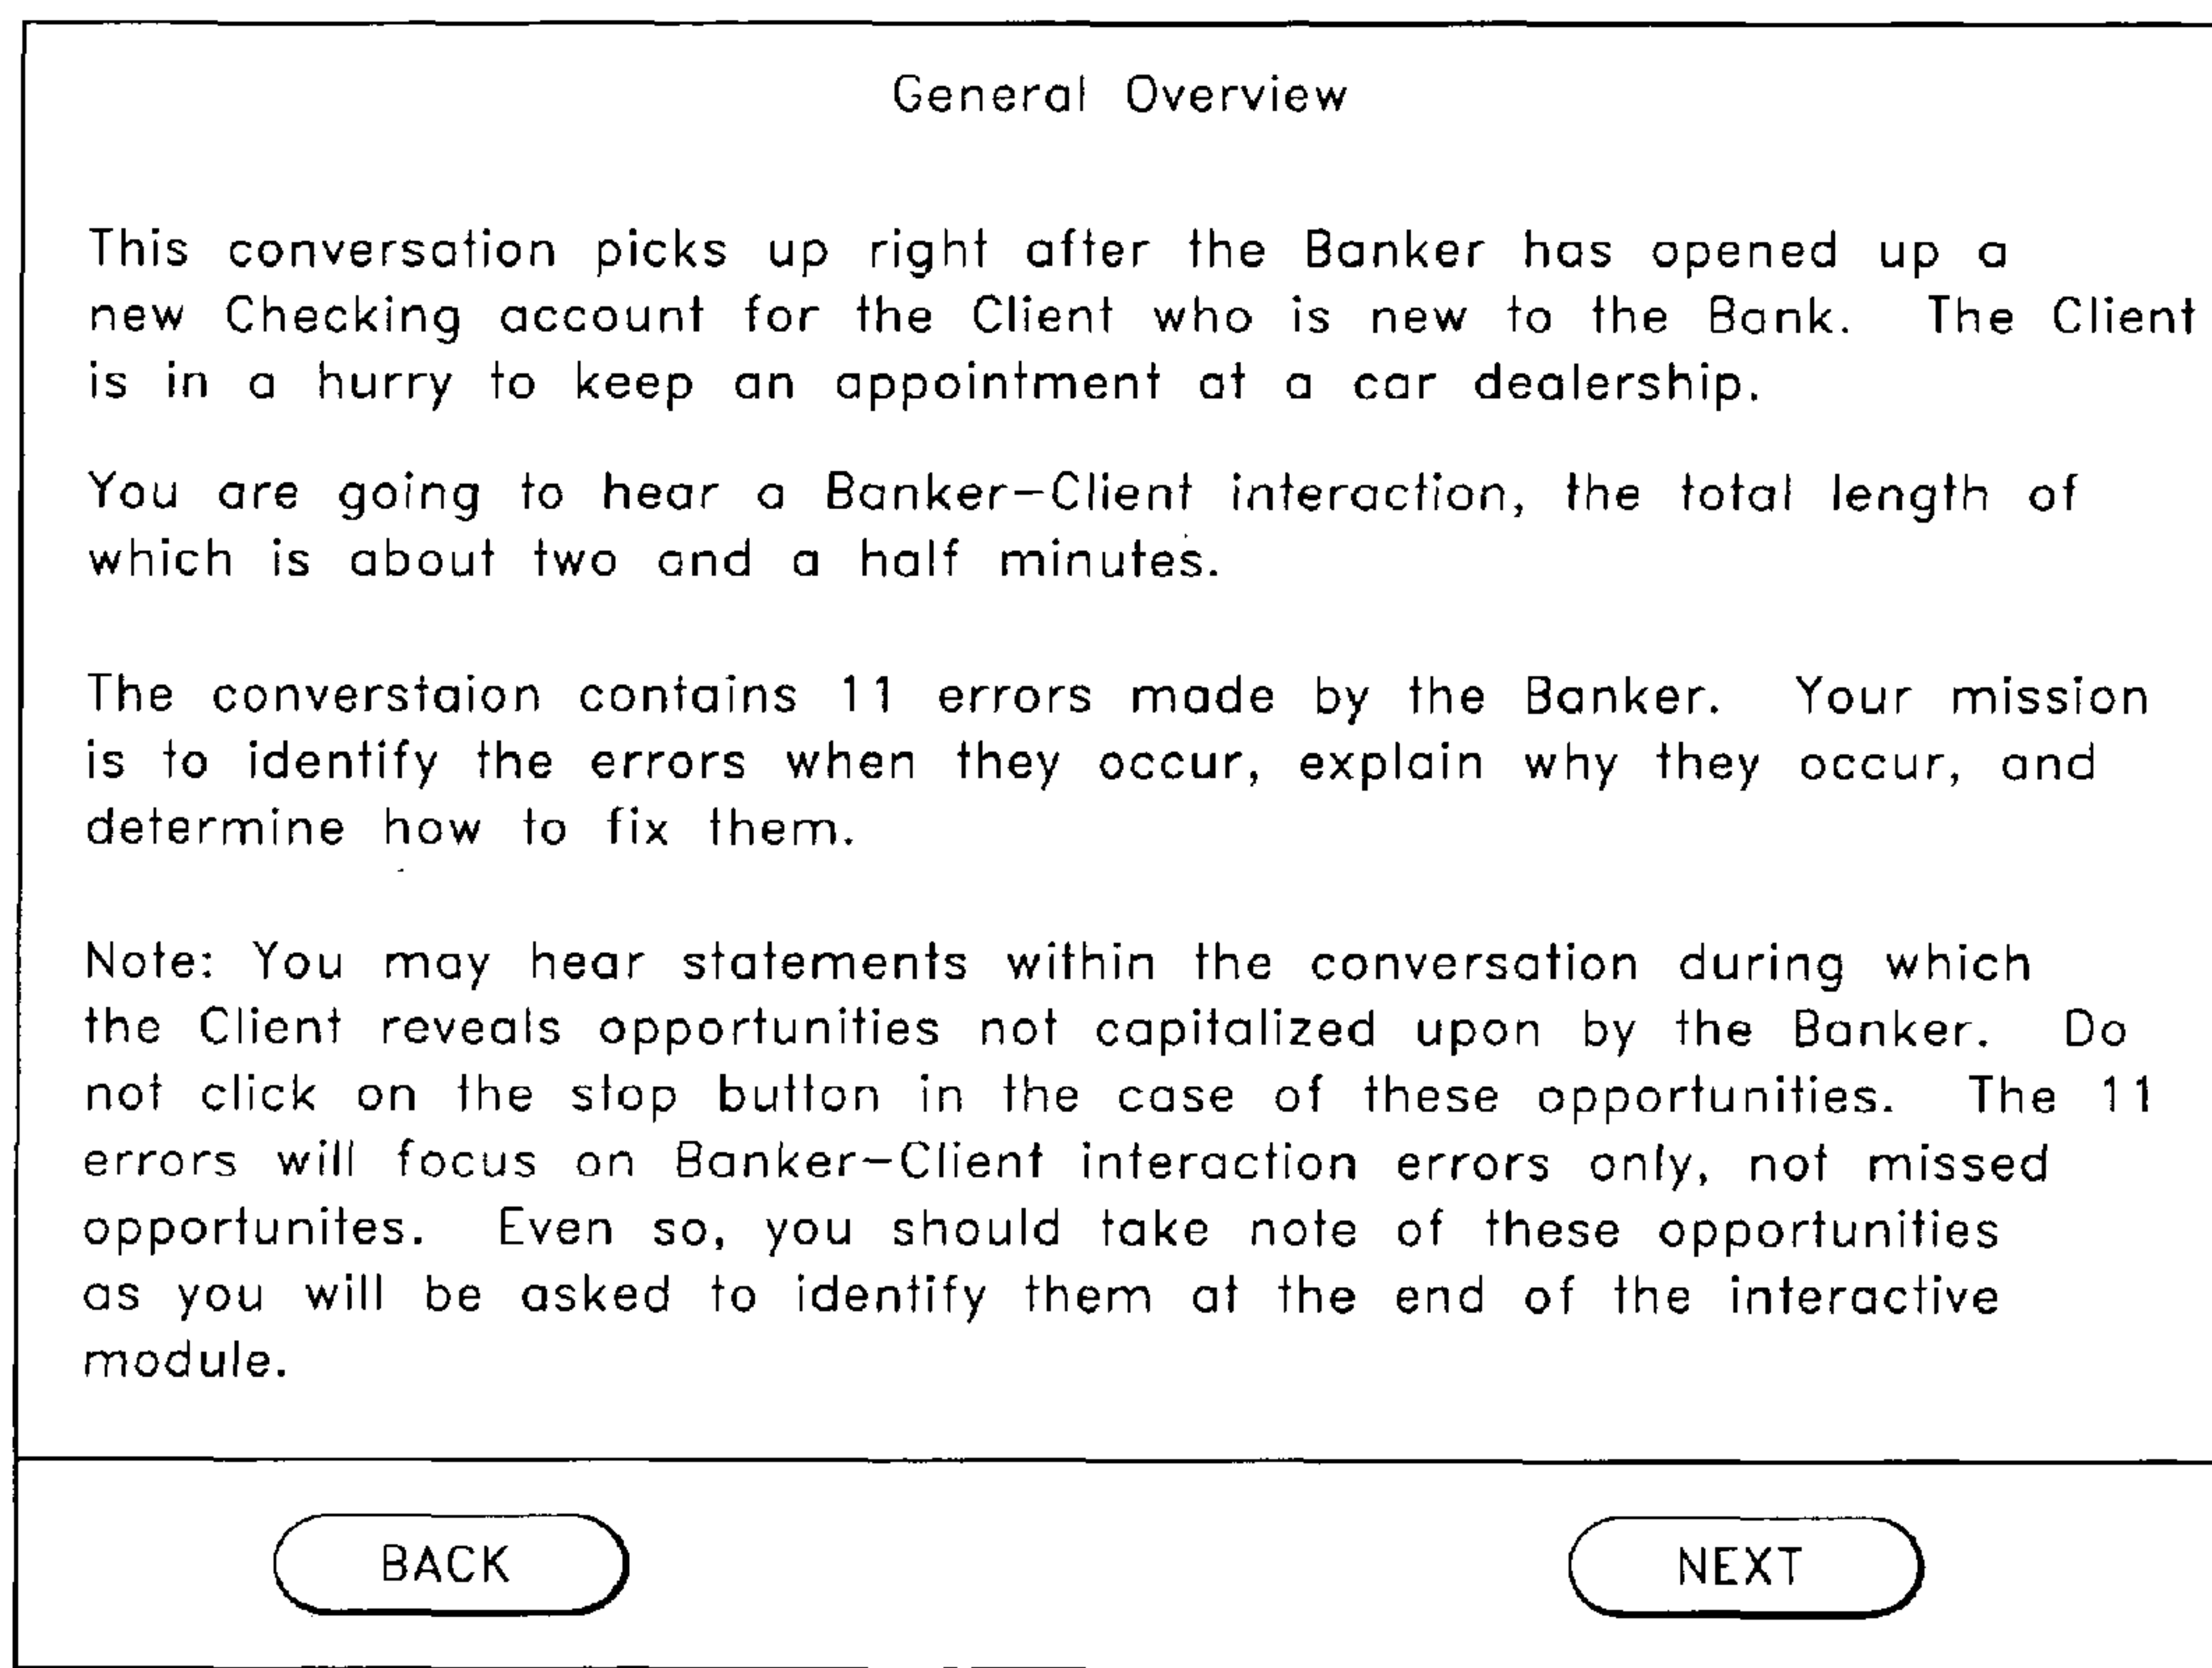 General Overview
This conversation picks up right after the Banker has opened up a
new Checking account for the Client who is new to the Bank. The Client
is in a hurry to keep an appointment at a car dealership.
You are going to hear a Banker-Client interaction, the total length of
which is about two and a half minutes.
The converstaion contains 11 errors made by the Banker. Your mission
is to identify the errors when they occur, explain why they occur, and
determine how to fix them.
Note: You may hear statements within the conversation during which
the Client reveals opportunities not capitalized upon by the Banker. Do
not click on the stop button in the case of these opportunities. The 11
errors will focus on Banker-Client interaction errors only, not missed
opportunites. Even so, you should take note of these opportunities
as you will be asked to identify them at the end of the interactive
module.
BACK
NEXT